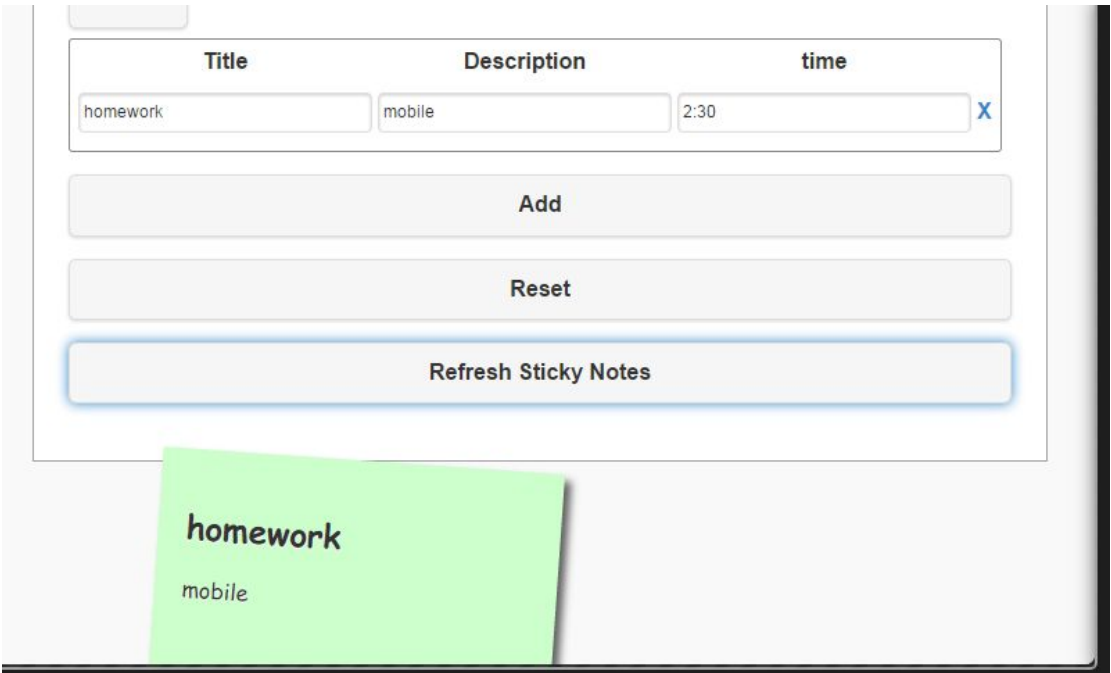 Title Description time
homework mobile 2:30 X
Add
Reset
Refresh Sticky Notes
homework
mobile